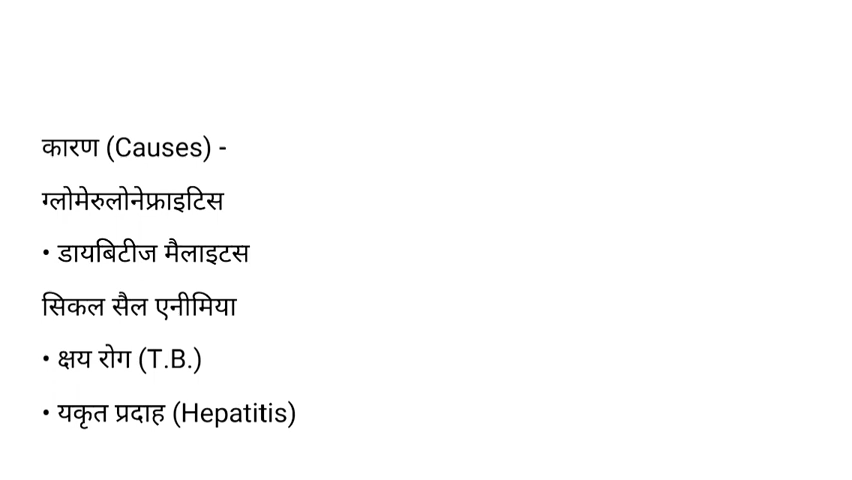 कारण (Causes) -
ग्लोमेरुलोनेफ्राइटिस
• डायबिटीज मैलाइटस
सिकल सैल एनीमिया
• क्षय रोग (T.B.)
• यकृत प्रदाह (Hepatitis)